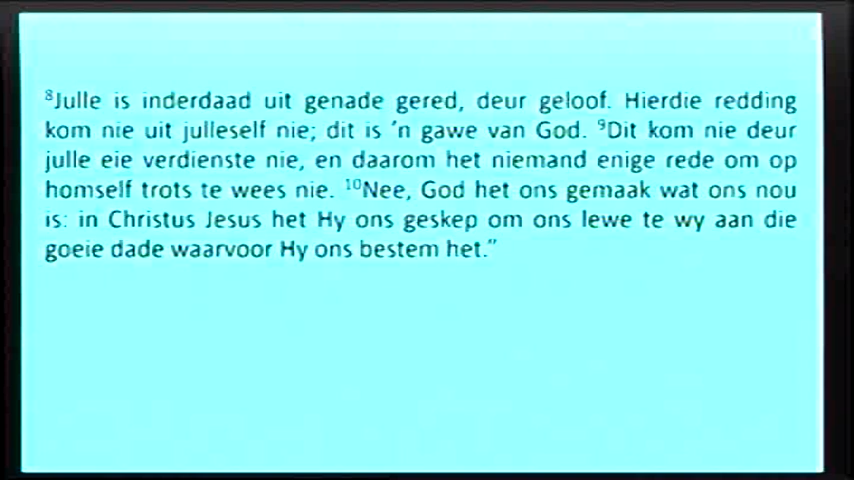 ⁸Julle is inderdaad uit genade gered, deur geloof. Hierdie redding
kom nie uit julleself nie; dit is 'n gawe van God. ⁹Dit kom nie deur
julle eie verdienste nie, en daarom het niemand enige rede om op
homself trots te wees nie. ¹⁰Nee, God het ons gemaak wat ons nou
is: in Christus Jesus het Hy ons geskep om ons lewe te wy aan die
goeie dade waarvoor Hy ons bestem het.”